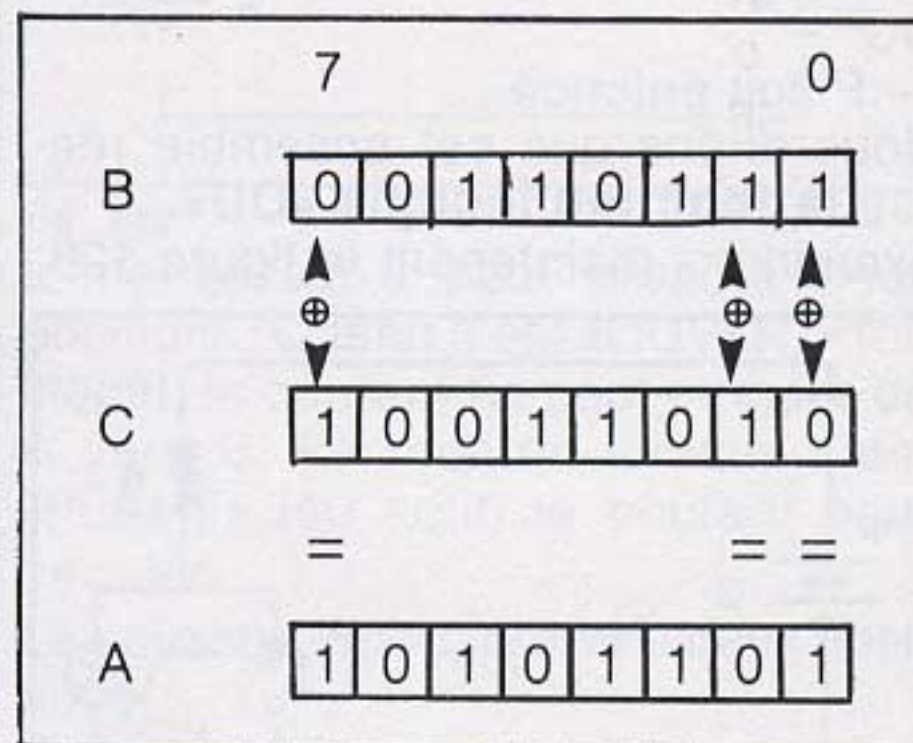 7 0
B 0 0 1 1 0 1 1 1
⊕ ⊕ ⊕
C 1 0 0 1 1 0 1 0
= = =
A 1 0 1 0 1 1 0 1